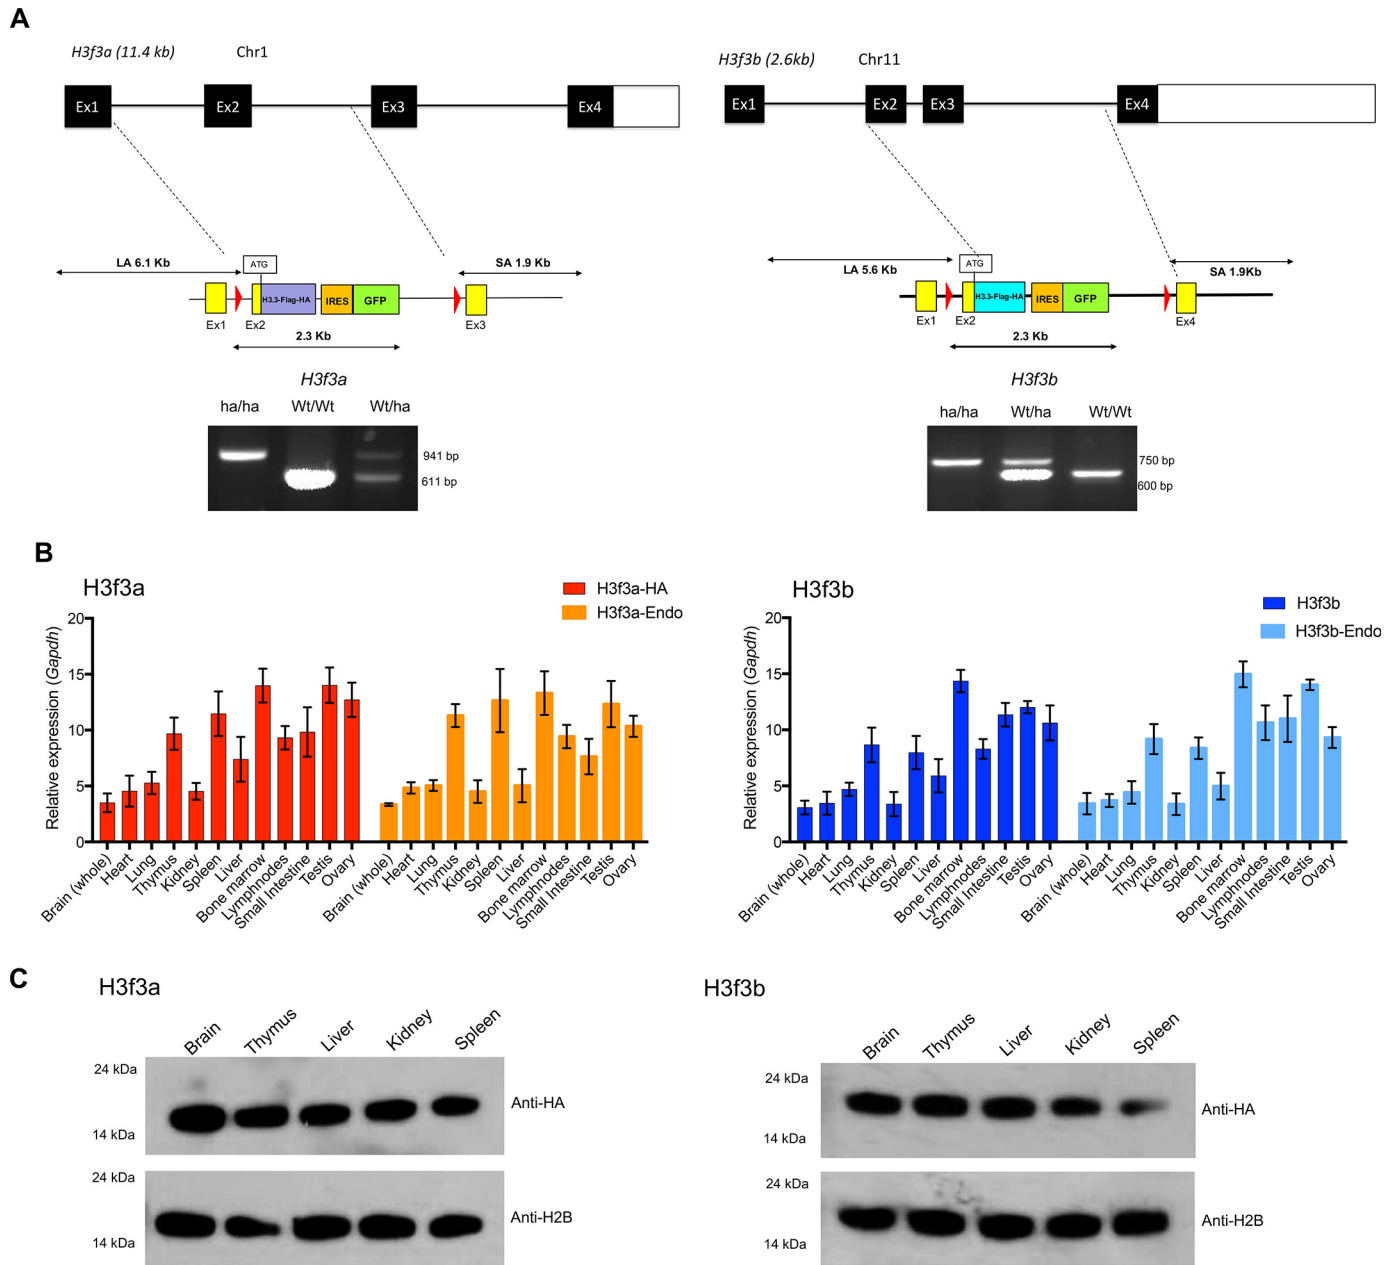 A
H3f3a (11.4 kb) Chr1
Ex1 Ex2 Ex3 Ex4
LA 6.1 Kb SA 1.9 Kb
ATG
H3.3-Flag-HA IRES GFP
Ex1 Ex2 Ex3
2.3 Kb
H3f3a
ha/ha Wt/Wt Wt/ha
941 bp
611 bp
H3f3b (2.6kb) Chr11
Ex1 Ex2 Ex3 Ex4
LA 5.6 Kb SA 1.9Kb
ATG
H3.3-Flag-HA IRES GFP
Ex1 Ex2 Ex4
2.3 Kb
H3f3b
ha/ha Wt/ha Wt/Wt
750 bp
600 bp
B
H3f3a
H3f3a-HA
H3f3a-Endo
Relative expression (Gapdh)
20
15
10
5
0
Brain (whole) Heart Lung Thymus Kidney Spleen Liver Bone marrow Lymphnodes Small Intestine Testis Ovary
Brain (whole) Heart Lung Thymus Kidney Spleen Liver Bone marrow Lymphnodes Small Intestine Testis Ovary
H3f3b
H3f3b
H3f3b-Endo
Relative expression (Gapdh)
20
15
10
5
0
Brain (whole) Heart Lung Thymus Kidney Spleen Liver Bone marrow Lymphnodes Small Intestine Testis Ovary
Brain (whole) Heart Lung Thymus Kidney Spleen Liver Bone marrow Lymphnodes Small Intestine Testis Ovary
C
H3f3a
Brain Thymus Liver Kidney Spleen
24 kDa
Anti-HA
14 kDa
24 kDa
Anti-H2B
14 kDa
H3f3b
Brain Thymus Liver Kidney Spleen
24 kDa
Anti-HA
14 kDa
24 kDa
Anti-H2B
14 kDa